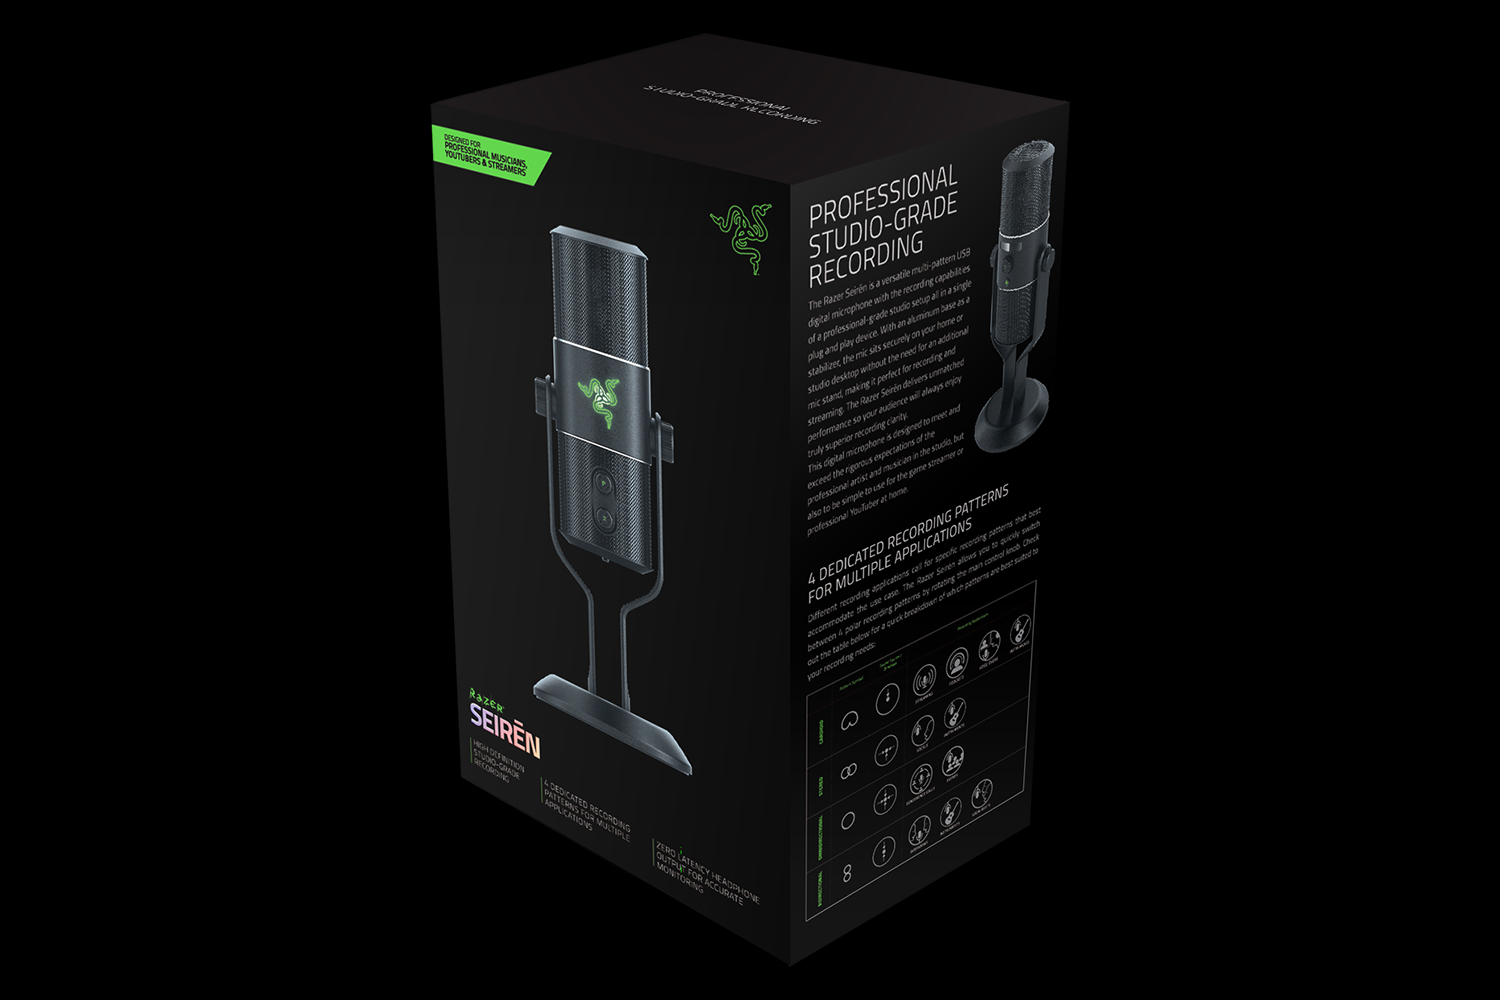 PROFESSIONAL
STUDIO-GRADE RECORDING
DESIGNED FOR
PROFESSIONAL MUSICIANS,
YOUTUBERS & STREAMERS
RAZER
SEIRĒN
HIGH DEFINITION
STUDIO-GRADE
RECORDING
4 DEDICATED RECORDING
PATTERNS FOR MULTIPLE
APPLICATIONS
ZERO LATENCY HEADPHONE
OUTPUT FOR ACCURATE
MONITORING
PROFESSIONAL
STUDIO-GRADE
RECORDING
The Razer Seirēn is a versatile multi-pattern USB
digital microphone with the recording capabilities
of a professional-grade studio setup all in a single
plug and play device. With an aluminum base as a
stabilizer, the mic sits securely on your home or
studio desktop without the need for an additional
mic stand, making it perfect for recording and
streaming. The Razer Seirēn delivers unmatched
performance so your audience will always enjoy
truly superior recording clarity.
This digital microphone is designed to meet and
exceed the rigorous expectations of the
professional artist and musician in the studio, but
also to be simple to use for the game streamer or
professional YouTuber at home.
4 DEDICATED RECORDING PATTERNS
FOR MULTIPLE APPLICATIONS
Different recording applications call for specific recording patterns that best
accommodate the use case. The Razer Seirēn allows you to quickly switch
between 4 polar recording patterns by rotating the main control knob. Check
out the table below for a quick breakdown of which patterns are best suited to
your recording needs:
CARDIOID
STEREO
OMNIDIRECTIONAL
BIDIRECTIONAL